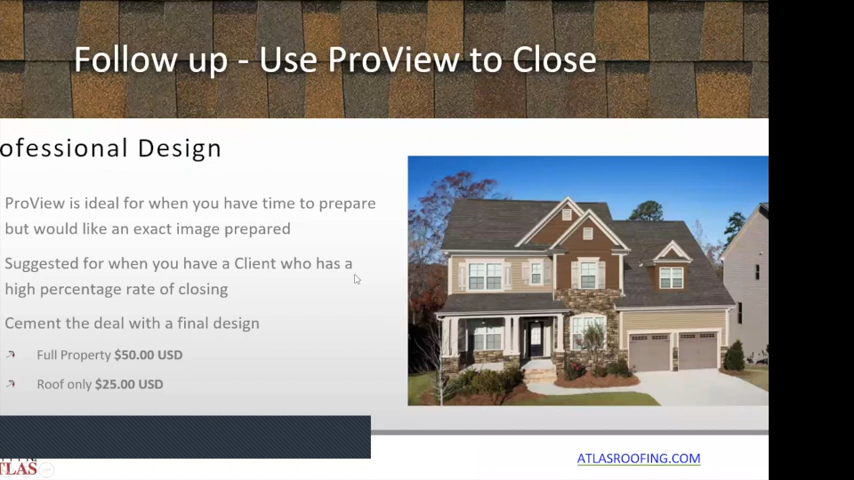 Follow up - Use ProView to Close
ofessional Design
ProView is ideal for when you have time to prepare
but would like an exact image prepared
Suggested for when you have a Client who has a
high percentage rate of closing
Cement the deal with a final design
Full Property $50.00 USD
Roof only $25.00 USD
TLAS
ATLASROOFING.COM